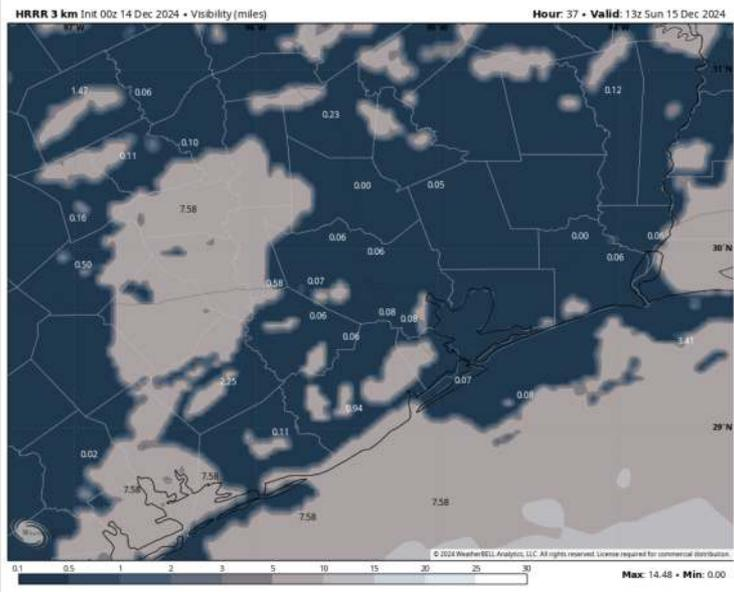 HRRR 3 km Init 00z 14 Dec 2024 • Visibility (miles)
Hour: 37 • Valid: 13z Sun 15 Dec 2024
97°W 96°W 95°W 94°W
31°N
1.47 0.06 0.12
0.23
0.10
0.11
0.00 0.05
7.58
0.16
0.06 0.00 0.06
0.06 0.06 30°N
0.50
0.58 0.07
0.06 0.08 0.08
0.06 3.41
2.25 0.07
0.08
0.94
0.11 29°N
0.02
7.58
7.58 7.58
7.58
© 2024 WeatherBELL Analytics, LLC. All rights reserved. License required for commercial distribution.
0.1 0.5 1 2 3 5 10 15 20 25 30
Max: 14.48 • Min: 0.00